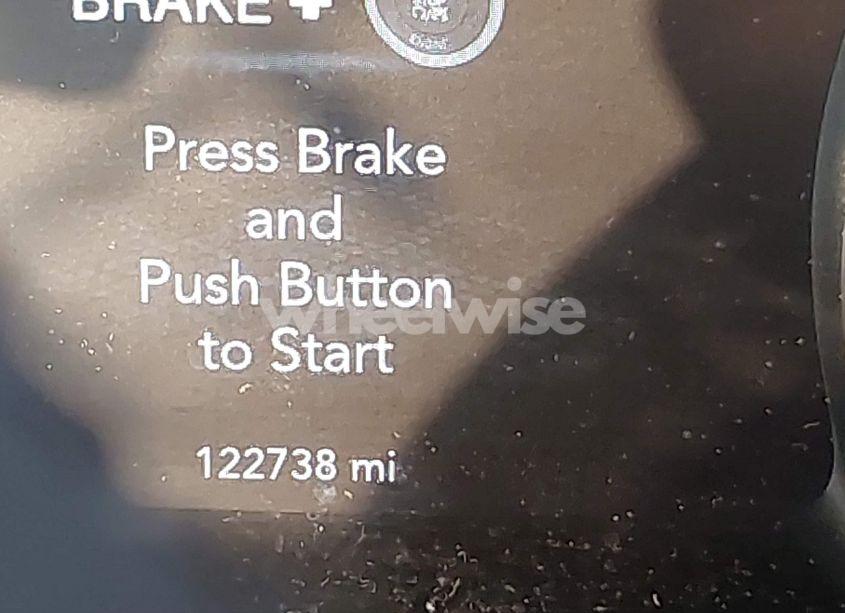 BRAKE +
Press Brake
and
Push Button
to Start
wheelwise
122738 mi